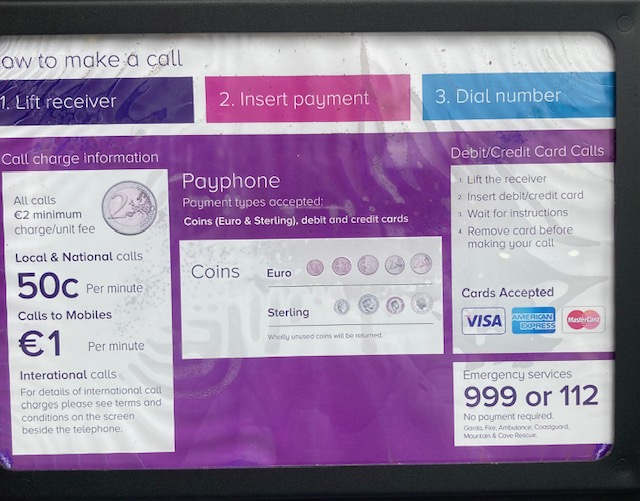 ow to make a call
1. Lift receiver
2. Insert payment
3. Dial number
Call charge information
All calls
€2 minimum
charge/unit fee
Local & National calls
50c Per minute
Calls to Mobiles
€1 Per minute
Interational calls
For details of international call
charges please see terms and
conditions on the screen
beside the telephone.
Payphone
Payment types accepted:
Coins (Euro & Sterling), debit and credit cards
Coins
Euro
Sterling
Wholly unused coins will be returned.
Debit/Credit Card Calls
1 Lift the receiver
2 Insert debit/credit card
3 Wait for instructions
4 Remove card before
making your call
Cards Accepted
VISA
AMERICAN
EXPRESS
MasterCard
Emergency services
999 or 112
No payment required.
Garda, Fire, Ambulance, Coastguard,
Mountain & Cave Rescue.